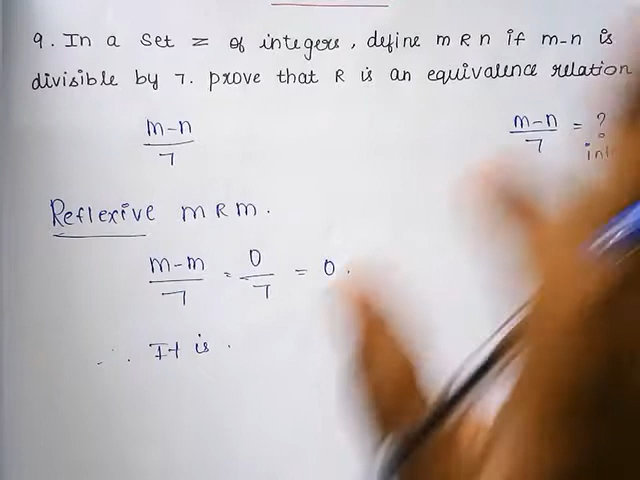 9. In a set Z of integers, define m R n if m-n is
divisible by 7. prove that R is an equivalence relation
m-n
7
m-n
7
= ?
Reflexive m R m.
m-m
7
= 0
7
= 0.
∴ It is.